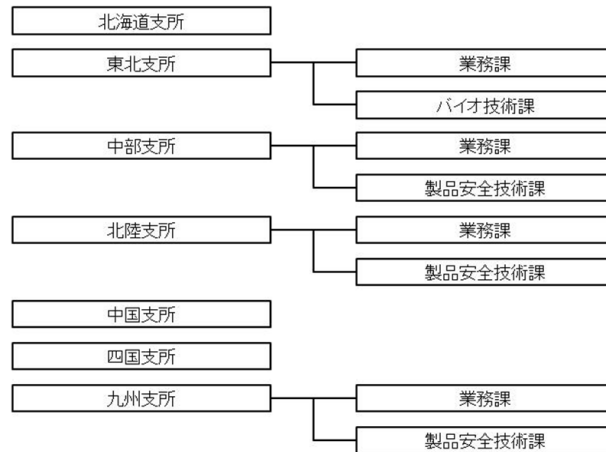 北海道支所
東北支所
業務課
バイオ技術課
中部支所
業務課
製品安全技術課
北陸支所
業務課
製品安全技術課
中国支所
四国支所
九州支所
業務課
製品安全技術課